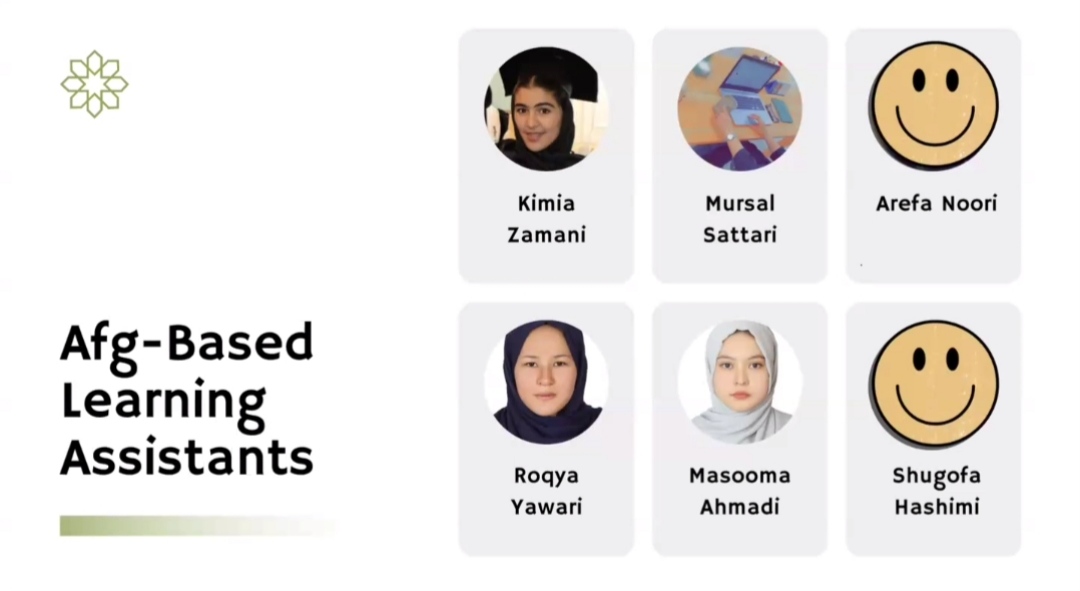 Afg-Based
Learning
Assistants
Kimia
Zamani
Mursal
Sattari
Arefa Noori
Roqya
Yawari
Masooma
Ahmadi
Shugofa
Hashimi